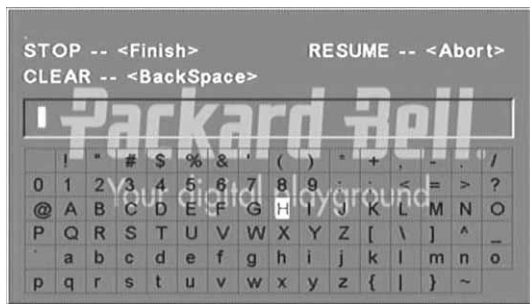 STOP -- <Finish> RESUME -- <Abort>
CLEAR -- <BackSpace>
Packard Bell
Your digital playground
! " # $ % & ' ( ) * + , - . /
0 1 2 3 4 5 6 7 8 9 : ; < = > ?
@ A B C D E F G H I J K L M N O
P Q R S T U V W X Y Z [ \ ] ^ _
` a b c d e f g h i j k l m n o
p q r s t u v w x y z { | } ~